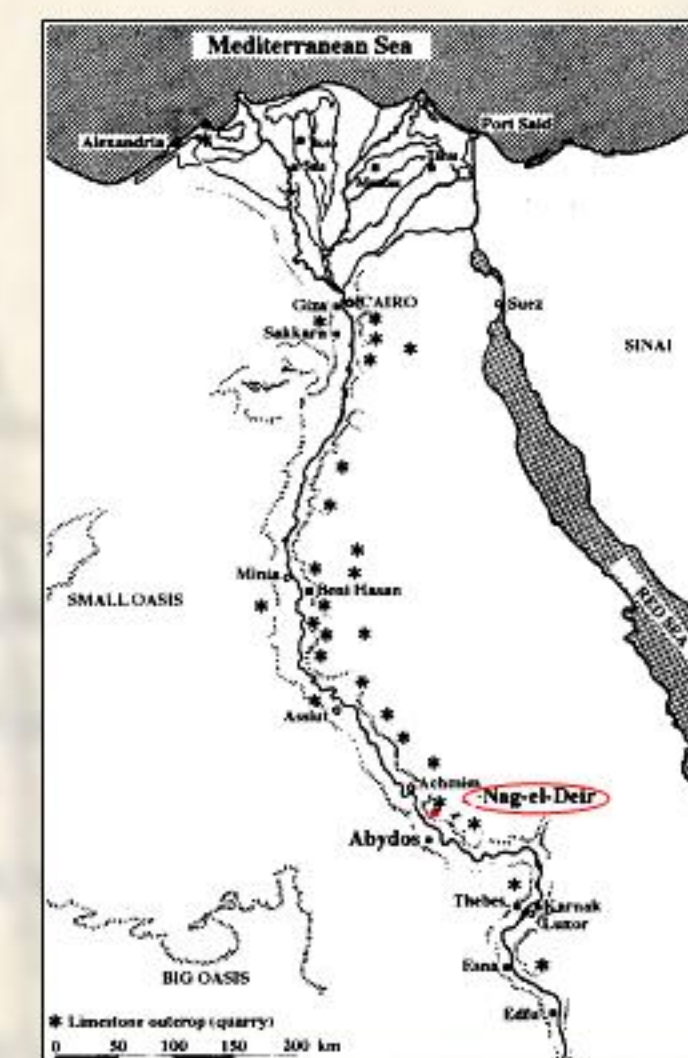 Mediterranean Sea
Port Said
Alexandria
Giza
CAIRO
Suez
Sakkara
SINAI
Minia
Beni Hasan
SMALL OASIS
RED SEA
Assiut
Achmim
Nag-el-Deir
Abydos
Thebes
Karnak
Luxor
BIG OASIS
Esna
Edfu
* Limestone outcrop (quarry)
0 50 100 150 200 km